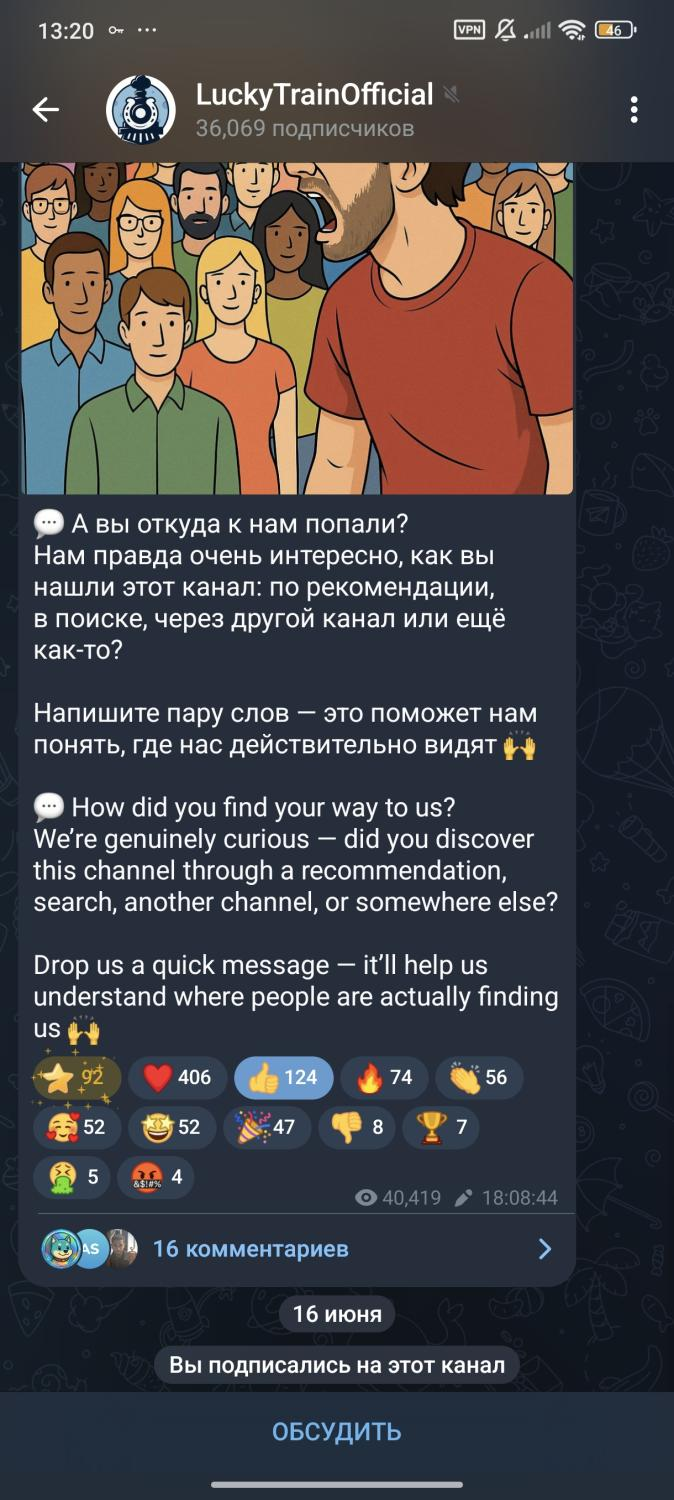 13:20
VPN
46
LuckyTrainOfficial
36,069 подписчиков
💬 А вы откуда к нам попали?
Нам правда очень интересно, как вы
нашли этот канал: по рекомендации,
в поиске, через другой канал или ещё
как-то?
Напишите пару слов — это поможет нам
понять, где нас действительно видят 🙌
💬 How did you find your way to us?
We’re genuinely curious — did you discover
this channel through a recommendation,
search, another channel, or somewhere else?
Drop us a quick message — it’ll help us
understand where people are actually finding
us 🙌
⭐ 92 ❤️ 406 👍 124 🔥 74 👏 56
🥰 52 🤩 52 🎉 47 👎 8 🏆 7
🤮 5 🤬 4
40,419 18:08:44
AS 16 комментариев
16 июня
Вы подписались на этот канал
ОБСУДИТЬ